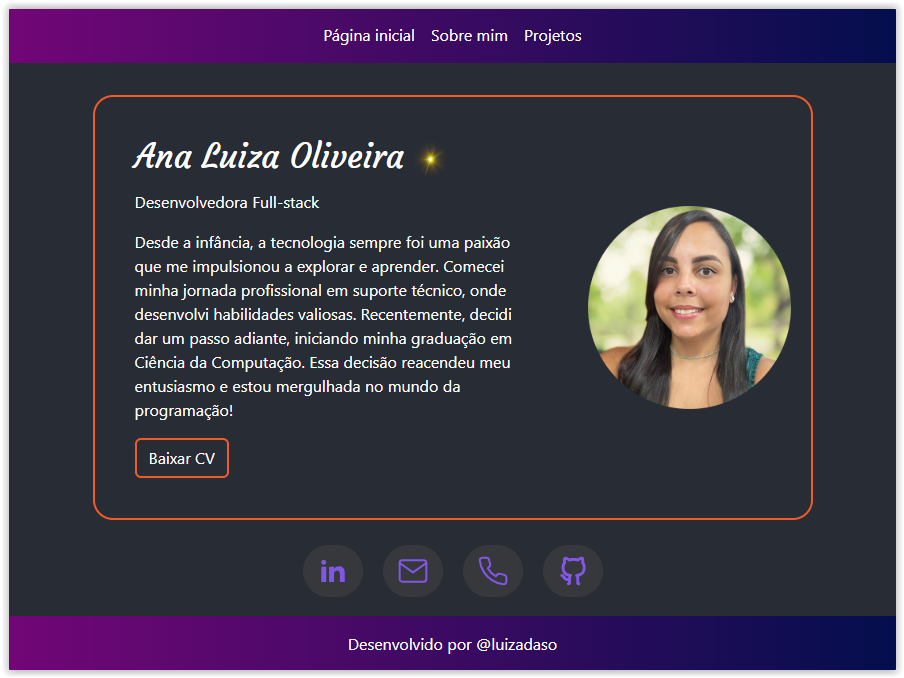 Página inicial Sobre mim Projetos
Ana Luiza Oliveira
Desenvolvedora Full-stack
Desde a infância, a tecnologia sempre foi uma paixão
que me impulsionou a explorar e aprender. Comecei
minha jornada profissional em suporte técnico, onde
desenvolvi habilidades valiosas. Recentemente, decidi
dar um passo adiante, iniciando minha graduação em
Ciência da Computação. Essa decisão reacendeu meu
entusiasmo e estou mergulhada no mundo da
programação!
Baixar CV
in
Desenvolvido por @luizadaso